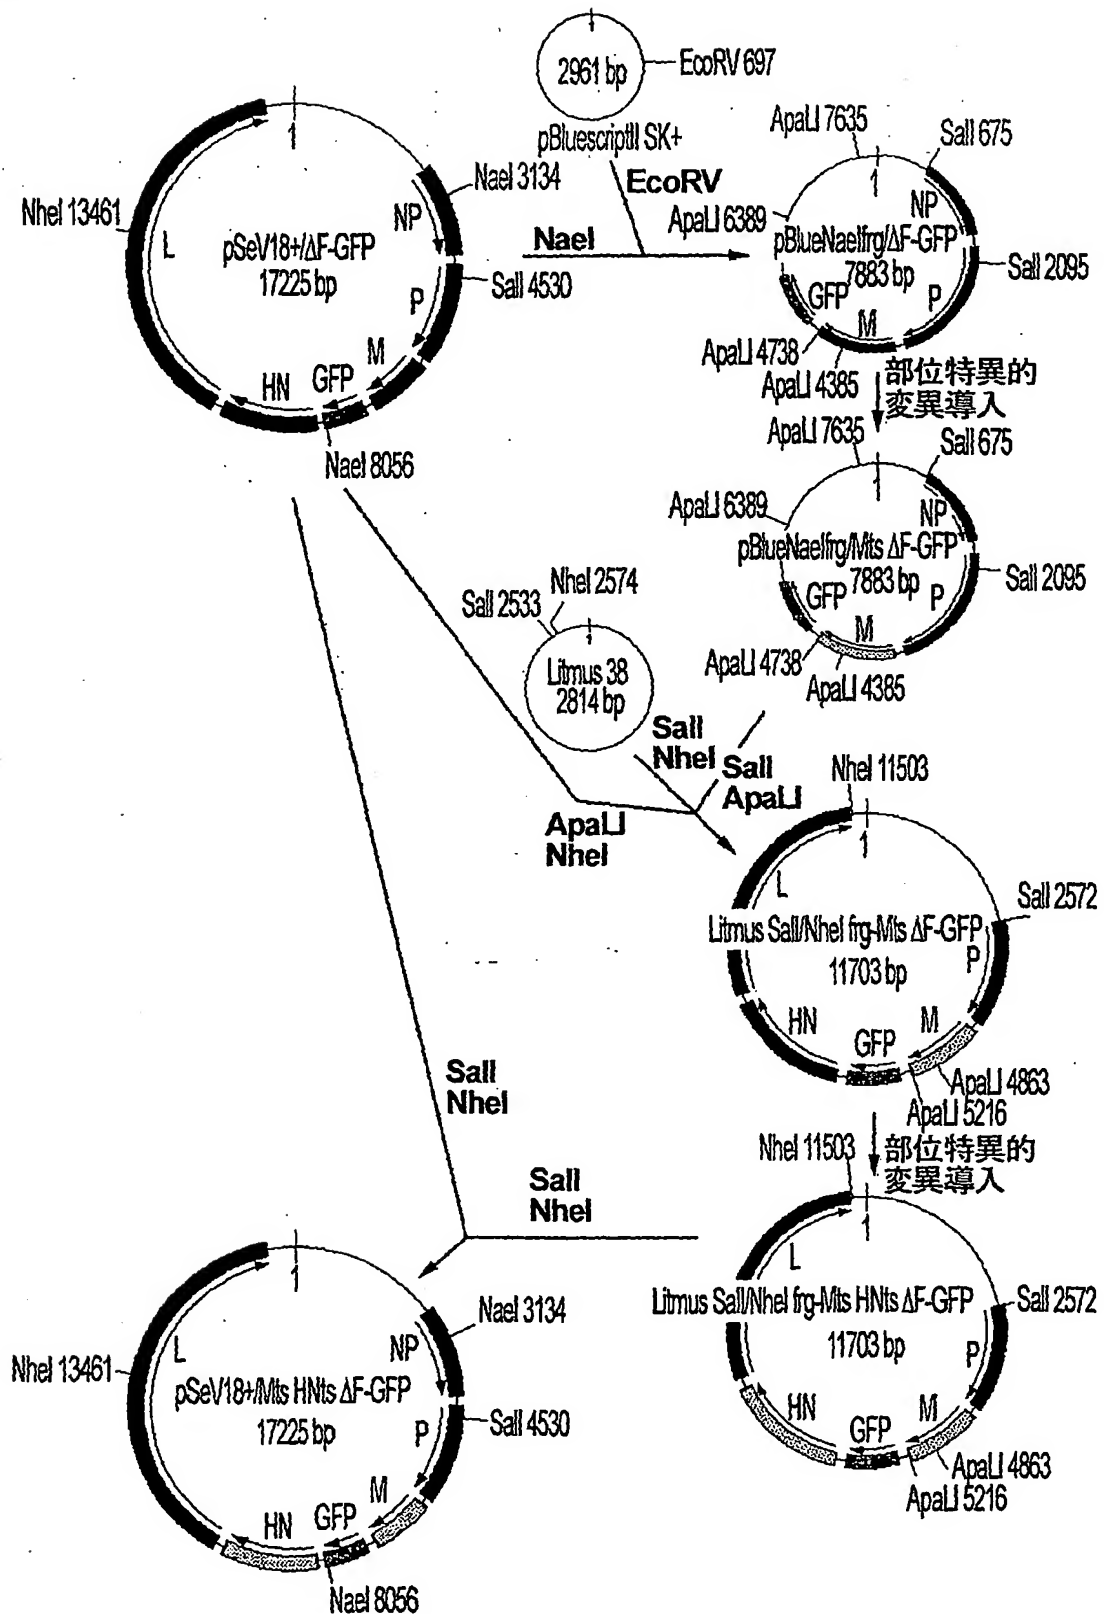 2961 bp
EcoRV 697
pBluescriptII SK+
1
NheI 13461
L
pSeV18+/ΔF-GFP
17225 bp
NaeI 3134
NP
SalI 4530
P
M
GFP
HN
NaeI 8056
EcoRV
NaeI
ApaLI 7635
SalI 675
1
NP
ApaLI 6389
pBlueNaeIfrg/ΔF-GFP
7883 bp
SalI 2095
GFP
P
M
ApaLI 4738
ApaLI 4385
部位特異的
変異導入
ApaLI 7635
SalI 675
1
ApaLI 6389
NP
pBlueNaeIfrg/Mts ΔF-GFP
7883 bp
SalI 2095
GFP
P
M
ApaLI 4738
ApaLI 4385
NheI 2574
SalI 2533
Litmus 38
2814 bp
SalI
NheI
SalI
ApaLI
ApaLI
NheI
NheI 11503
1
L
SalI 2572
Litmus SalI/NheI frg-Mts ΔF-GFP
11703 bp
P
HN
M
GFP
ApaLI 4863
ApaLI 5216
部位特異的
変異導入
SalI
NheI
SalI
NheI
NheI 11503
1
L
Litmus SalI/NheI frg-Mts HNts ΔF-GFP
SalI 2572
11703 bp
P
HN
M
GFP
ApaLI 4863
ApaLI 5216
1
NaeI 3134
L
NP
NheI 13461
pSeV18+/Mts HNts ΔF-GFP
17225 bp
SalI 4530
P
M
GFP
HN
NaeI 8056